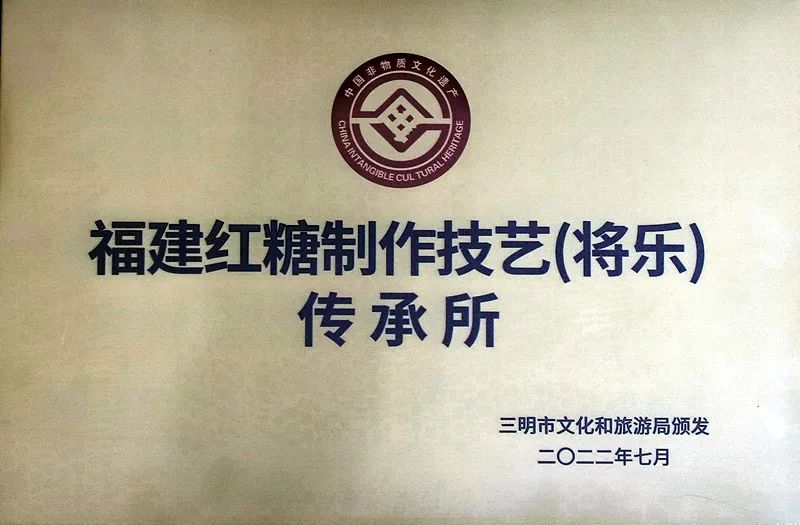 中国非物质文化遗产
CHINA INTANGIBLE CULTURAL HERITAGE
福建红糖制作技艺(将乐)
传承所
三明市文化和旅游局颁发
二〇二二年七月